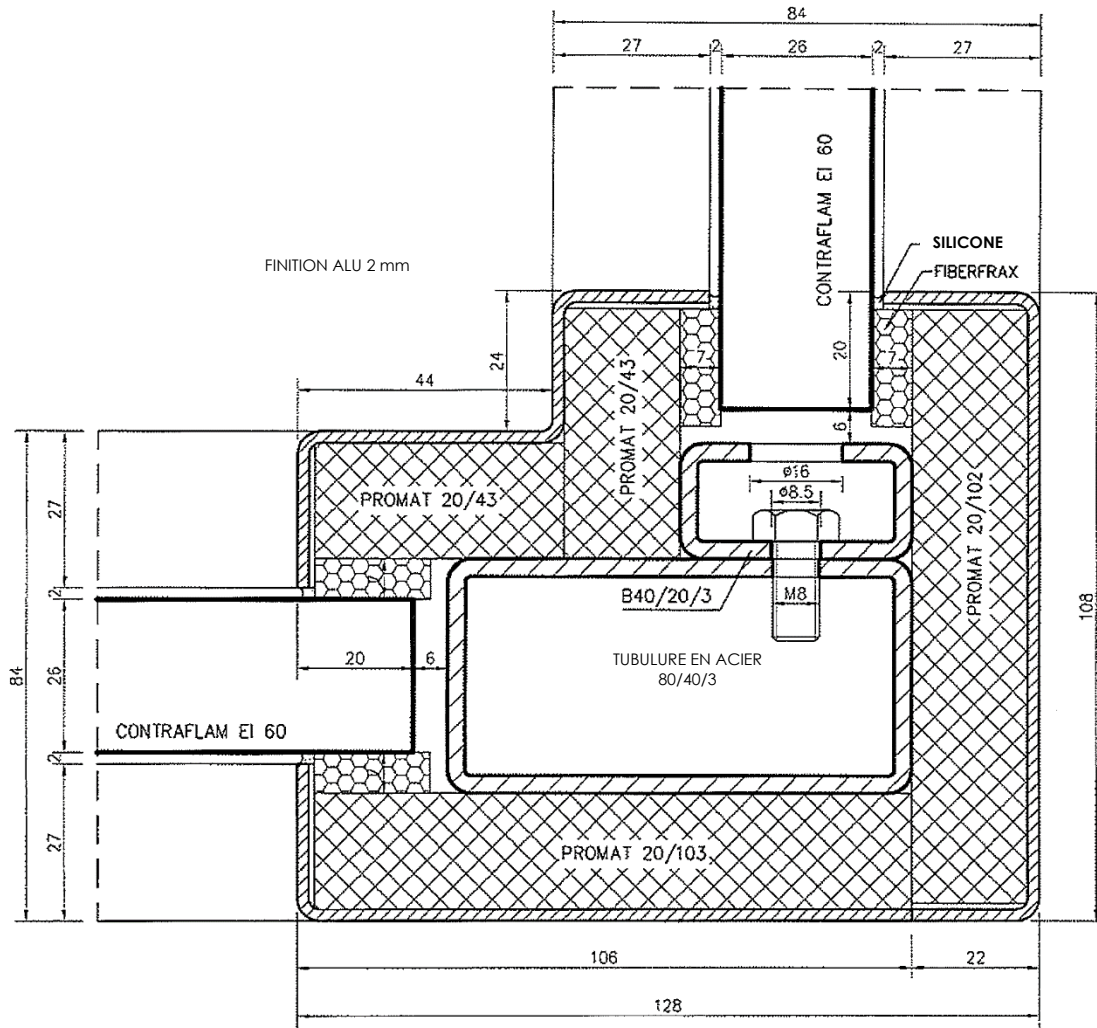 84
27 2 26 2 27
CONTRAFLAM EI 60
SILICONE
FIBERFRAX
FINITION ALU 2 mm
24
20
44
7
7
PROMAT 20/43
6
84
27
PROMAT 20/43
ø16
ø8.5
PROMAT 20/102
108
2
B40/20/3
M8
26
20
6
TUBULURE EN ACIER
80/40/3
CONTRAFLAM EI 60
2
27
PROMAT 20/103
106
22
128